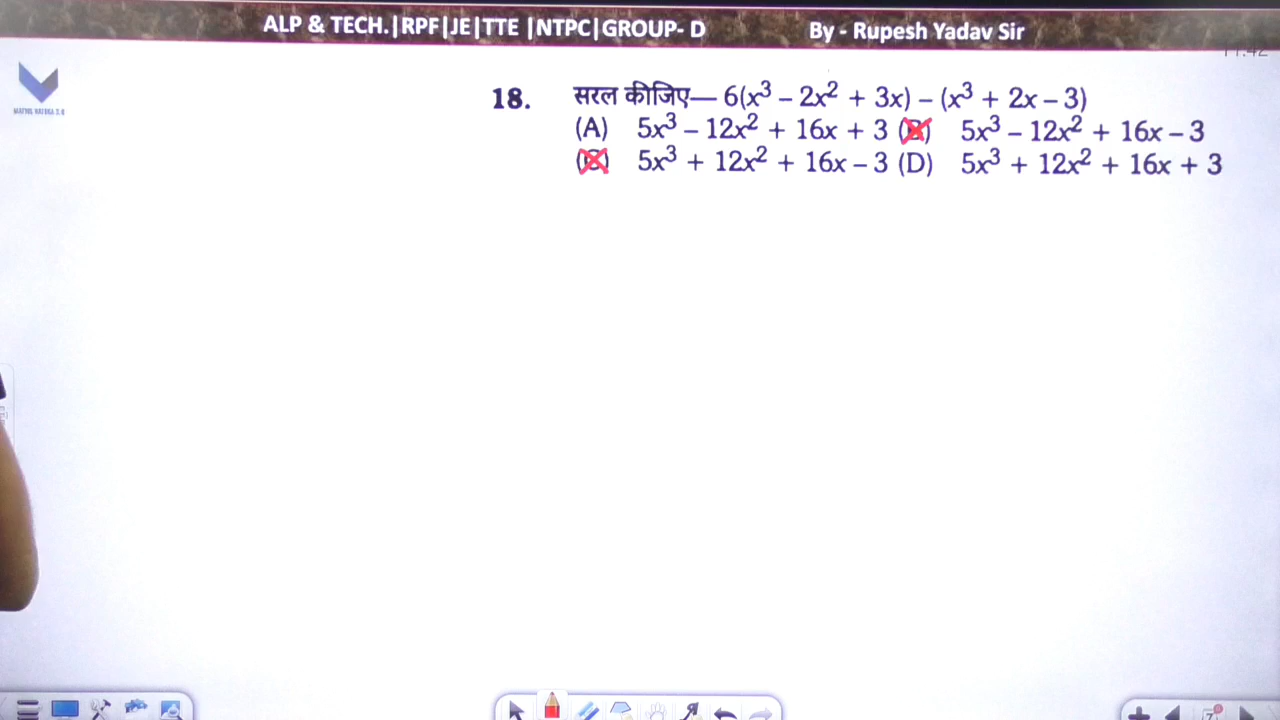 ALP & TECH.|RPF|JE|TTE |NTPC|GROUP- D By - Rupesh Yadav Sir
18. सरल कीजिए— 6(x³ – 2x² + 3x) – (x³ + 2x – 3)
(A) 5x³ – 12x² + 16x + 3 (B) 5x³ – 12x² + 16x – 3
(C) 5x³ + 12x² + 16x – 3 (D) 5x³ + 12x² + 16x + 3